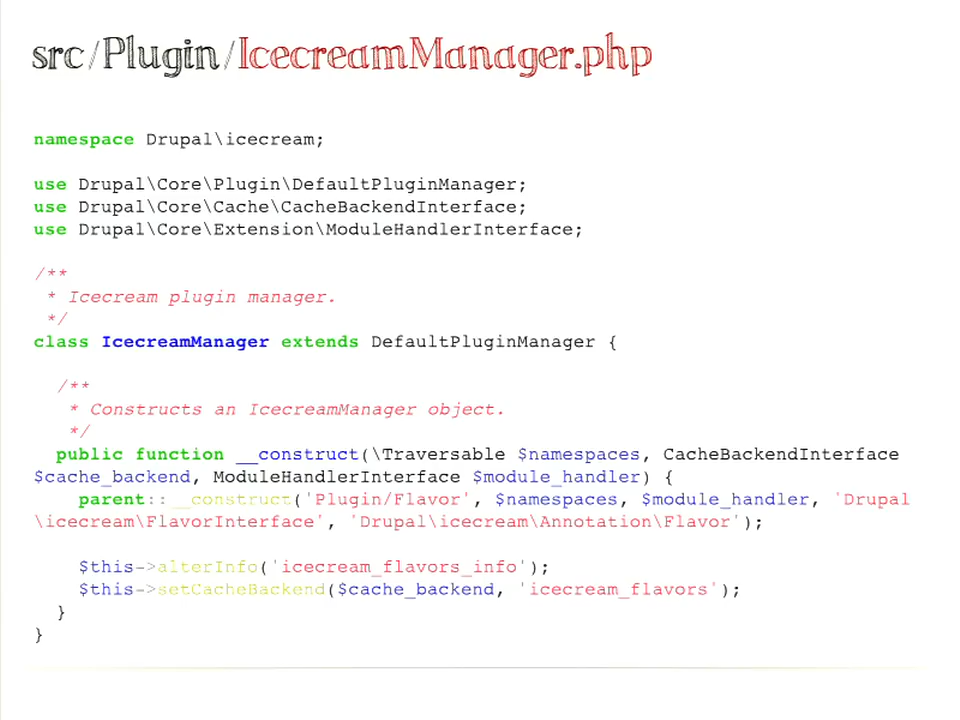 src/Plugin/IcecreamManager.php
namespace Drupal\icecream;
use Drupal\Core\Plugin\DefaultPluginManager;
use Drupal\Core\Cache\CacheBackendInterface;
use Drupal\Core\Extension\ModuleHandlerInterface;
/**
 * Icecream plugin manager.
 */
class IcecreamManager extends DefaultPluginManager {
  /**
   * Constructs an IcecreamManager object.
   */
  public function __construct(\Traversable $namespaces, CacheBackendInterface
$cache_backend, ModuleHandlerInterface $module_handler) {
    parent::__construct('Plugin/Flavor', $namespaces, $module_handler, 'Drupal
\icecream\FlavorInterface', 'Drupal\icecream\Annotation\Flavor');
    $this->alterInfo('icecream_flavors_info');
    $this->setCacheBackend($cache_backend, 'icecream_flavors');
  }
}